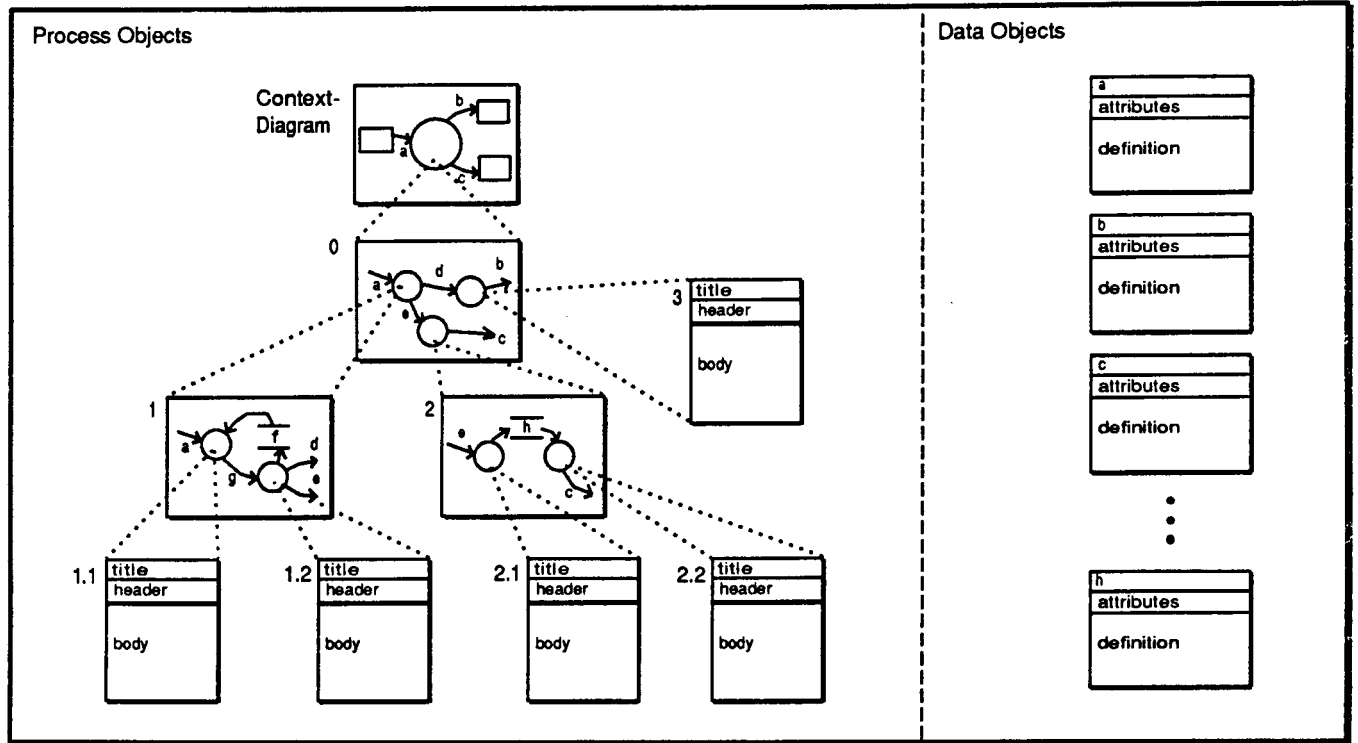 Process Objects
Data Objects
Context-
Diagram
b
a
c
0
a
d
b
e
c
3
title
header
body
1
a
f
g
d
e
2
e
h
c
1.1
title
header
body
1.2
title
header
body
2.1
title
header
body
2.2
title
header
body
a
attributes
definition
b
attributes
definition
c
attributes
definition
h
attributes
definition